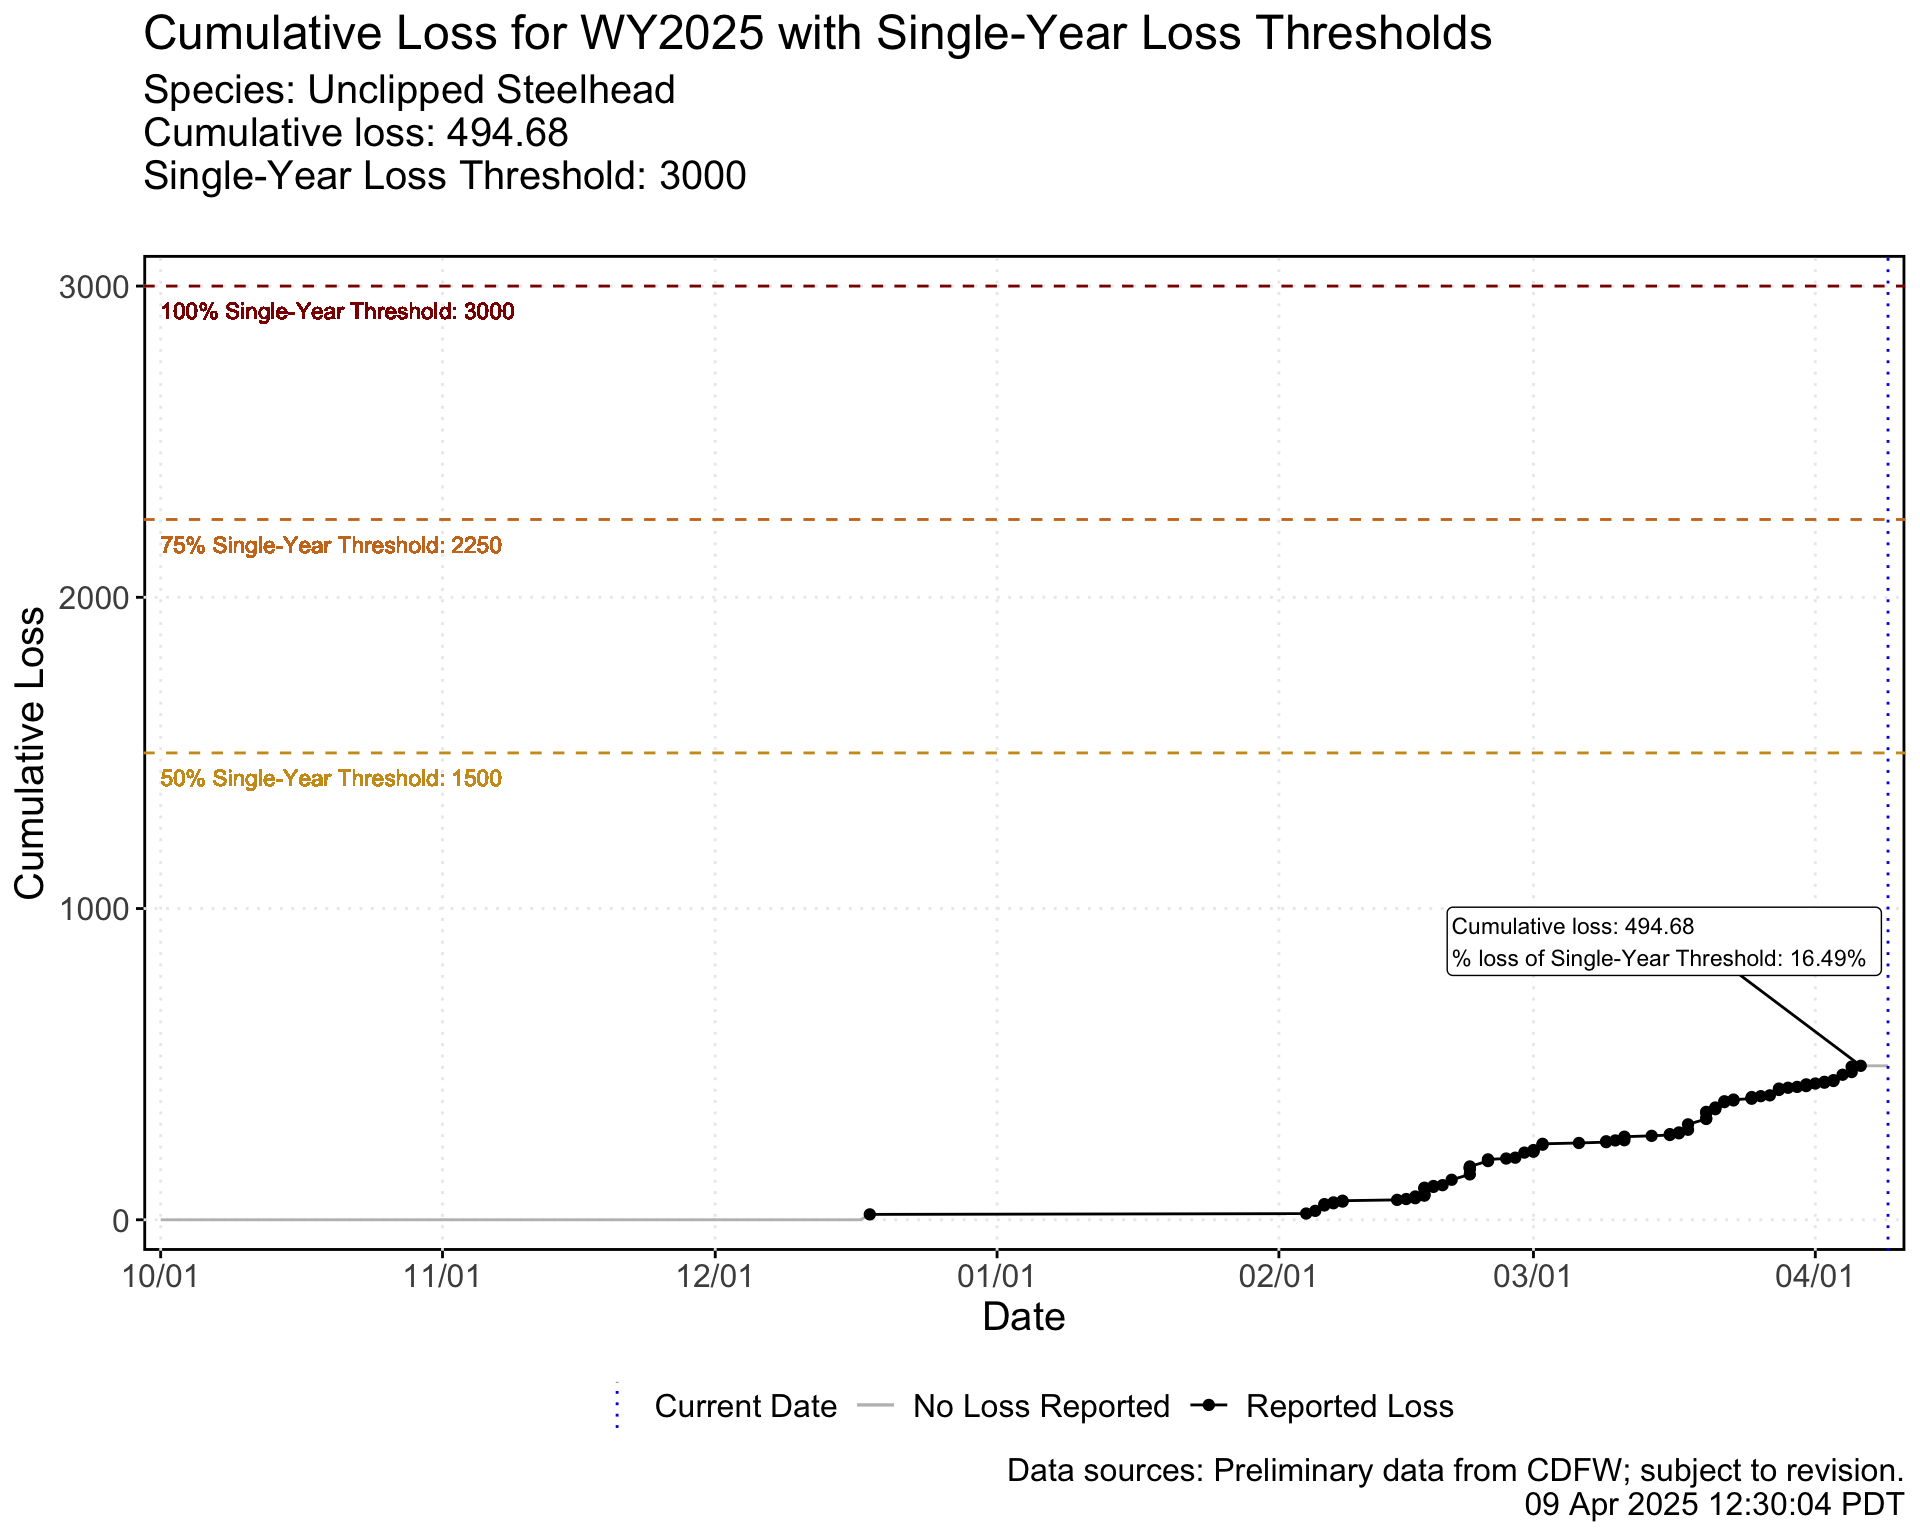 Cumulative Loss for WY2025 with Single-Year Loss Thresholds
Species: Unclipped Steelhead
Cumulative loss: 494.68
Single-Year Loss Threshold: 3000
Cumulative Loss
3000
100% Single-Year Threshold: 3000
75% Single-Year Threshold: 2250
2000
50% Single-Year Threshold: 1500
1000
Cumulative loss: 494.68
% loss of Single-Year Threshold: 16.49%
0
10/01 11/01 12/01 01/01 02/01 03/01 04/01
Date
Current Date No Loss Reported Reported Loss
Data sources: Preliminary data from CDFW; subject to revision.
09 Apr 2025 12:30:04 PDT